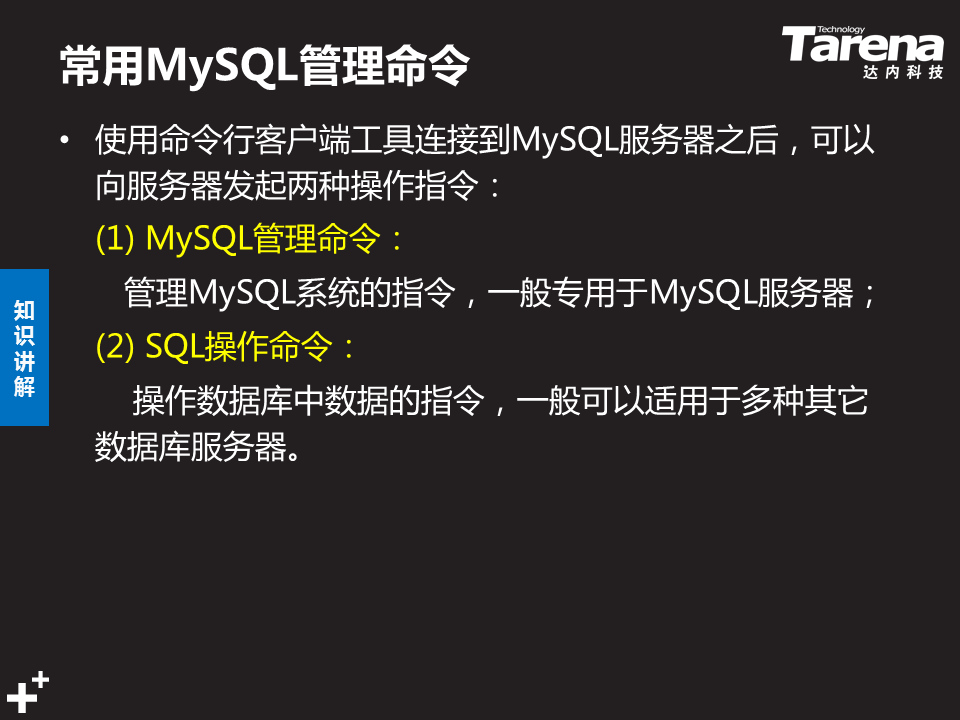 常用MySQL管理命令
Technology
Tarena
达内科技
• 使用命令行客户端工具连接到MySQL服务器之后，可以
向服务器发起两种操作指令：
(1) MySQL管理命令：
管理MySQL系统的指令，一般专用于MySQL服务器；
(2) SQL操作命令：
操作数据库中数据的指令，一般可以适用于多种其它
数据库服务器。
知
识
讲
解